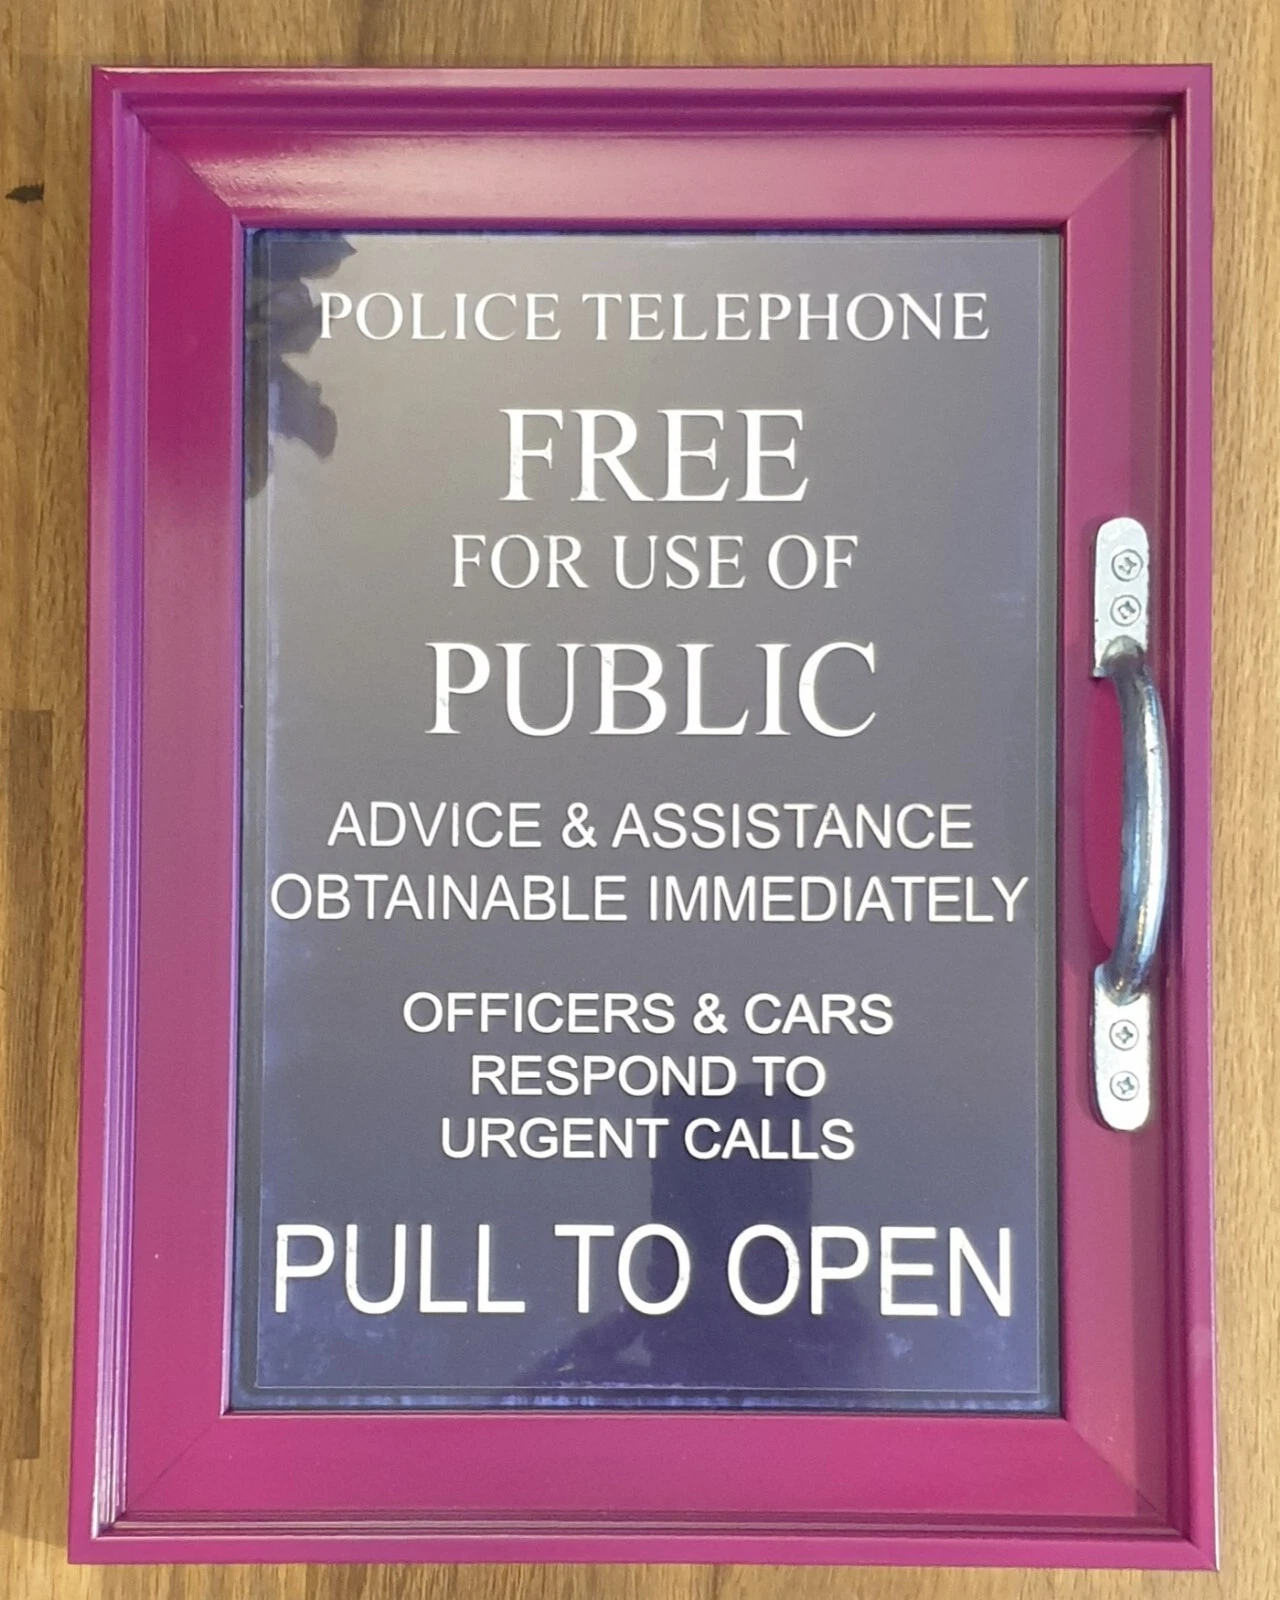 POLICE TELEPHONE
FREE
FOR USE OF
PUBLIC
ADVICE & ASSISTANCE
OBTAINABLE IMMEDIATELY
OFFICERS & CARS
RESPOND TO
URGENT CALLS
PULL TO OPEN